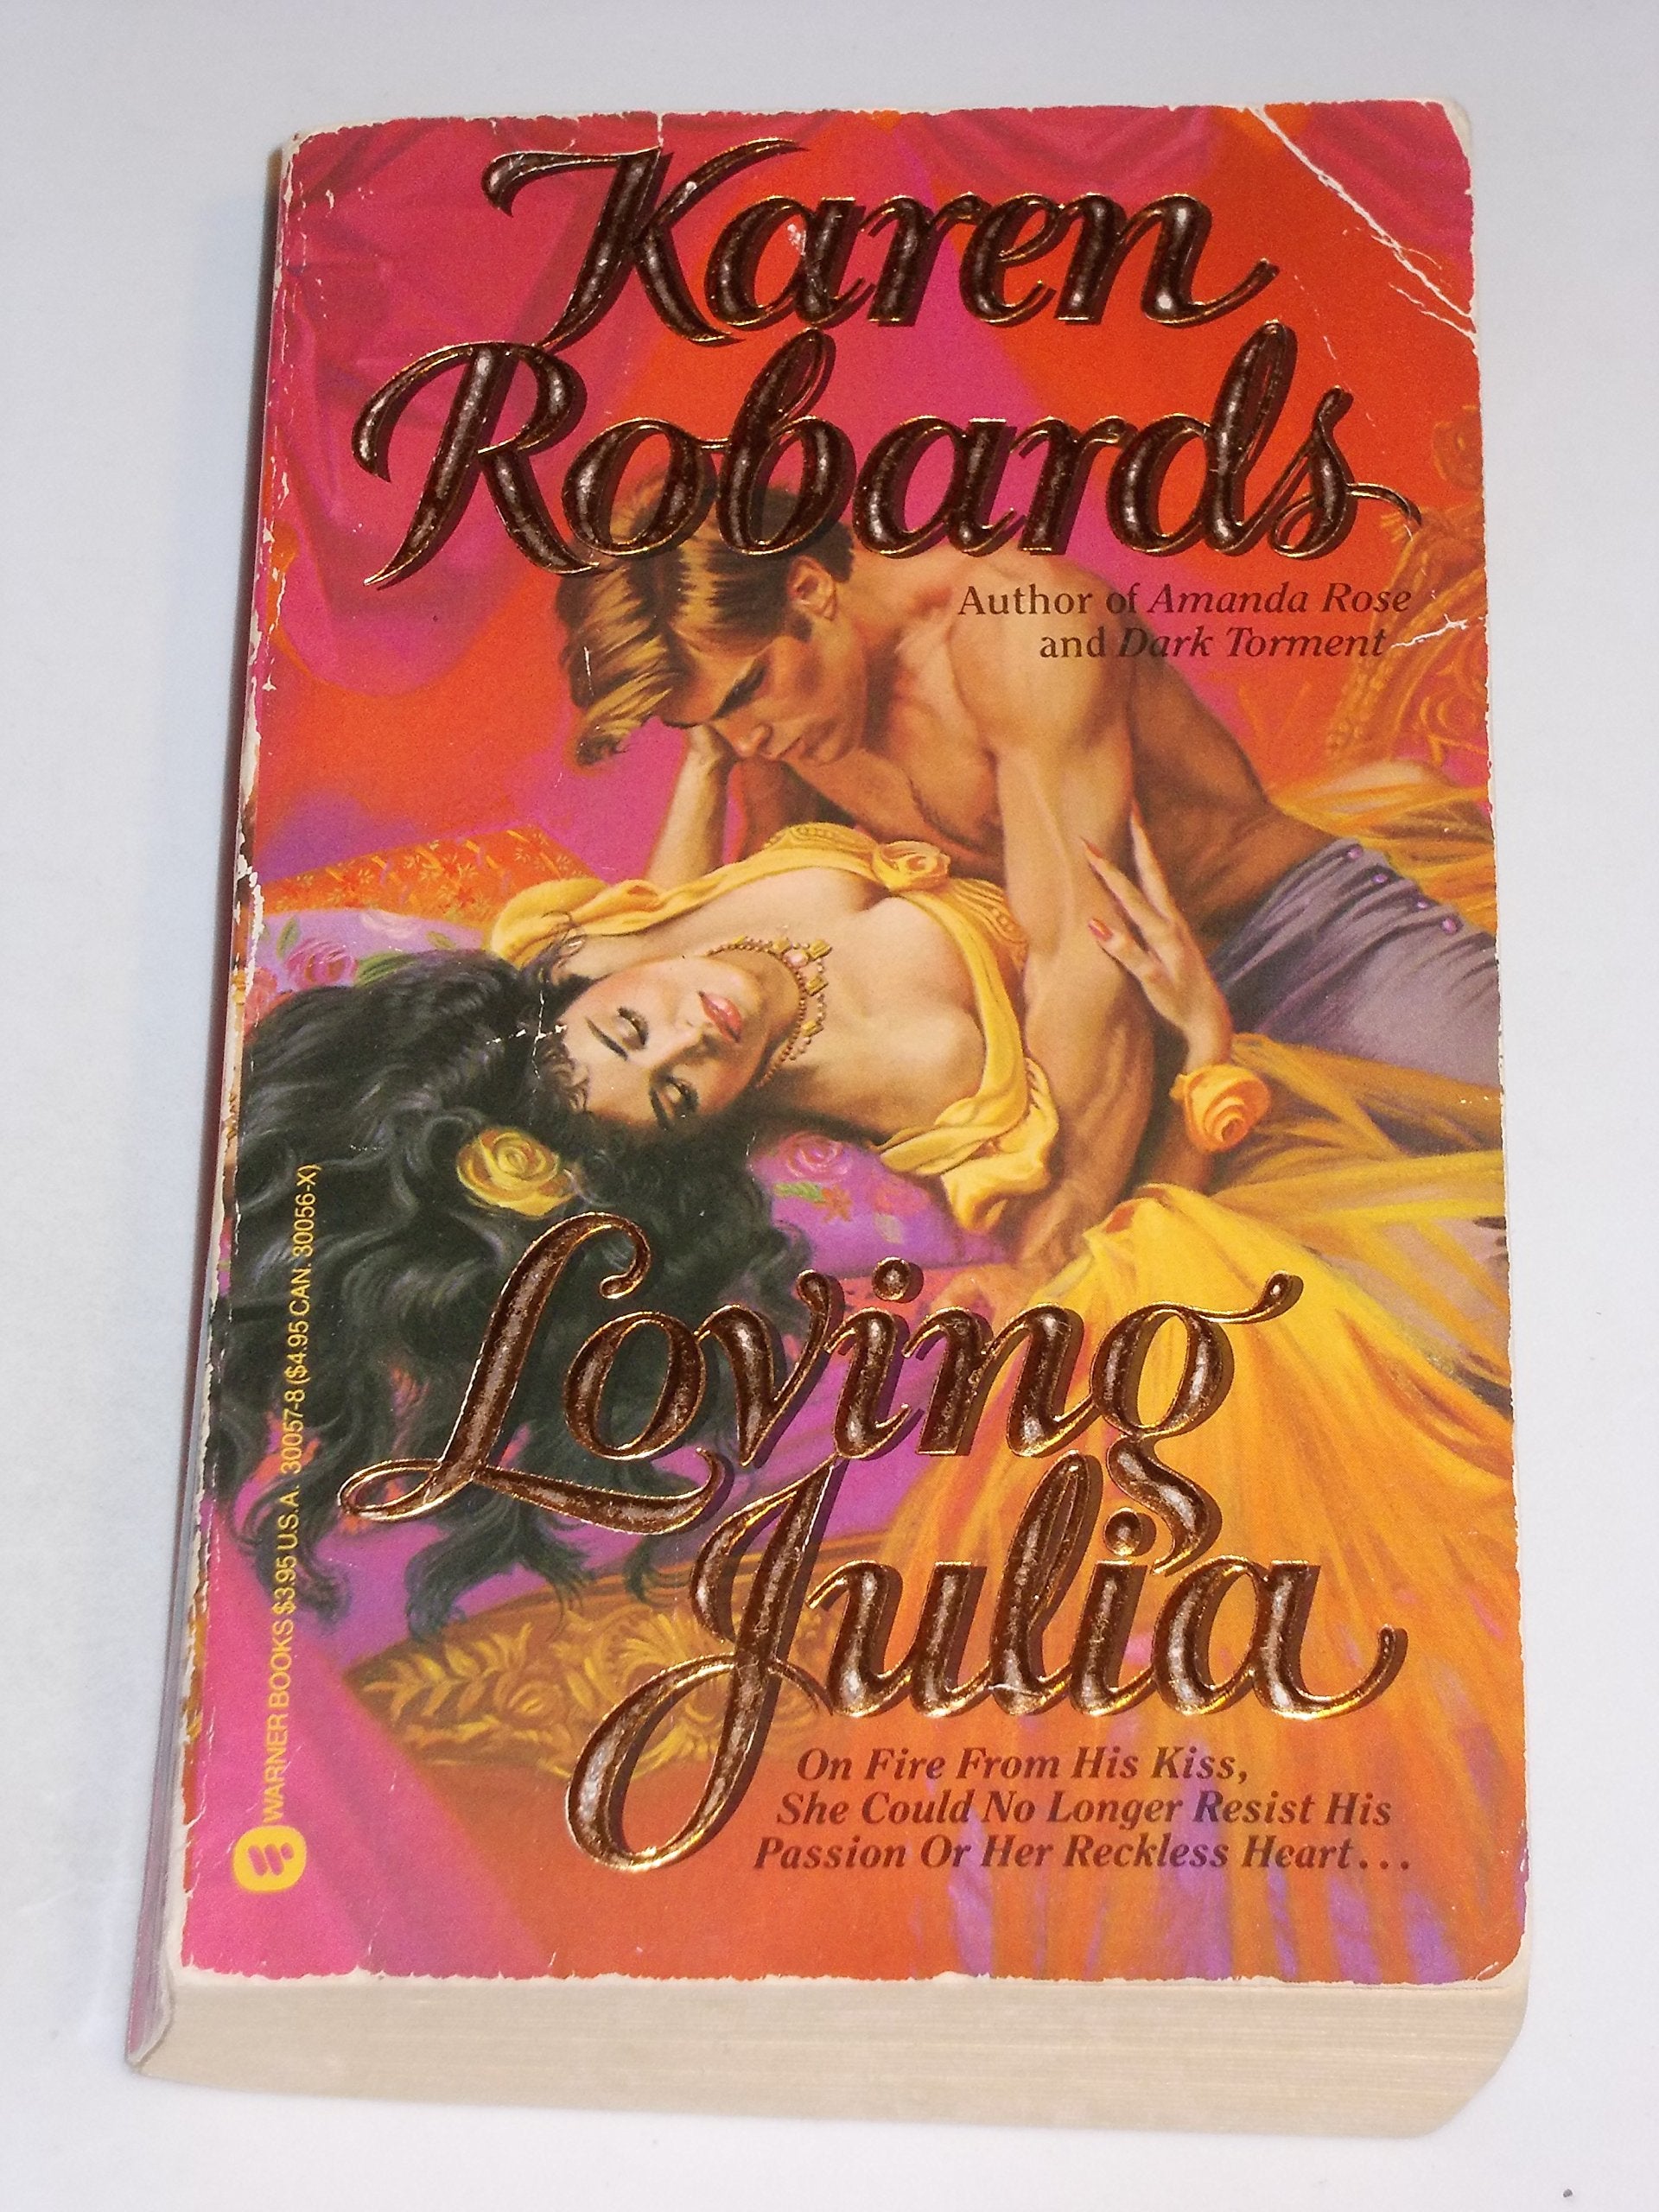 Karen
Robards
Author of Amanda Rose
and Dark Torment
Loving
Julia
On Fire From His Kiss,
She Could No Longer Resist His
Passion Or Her Reckless Heart...
WARNER BOOKS $3.95 U.S.A. 30057-8 ($4.95 CAN. 30056-X)